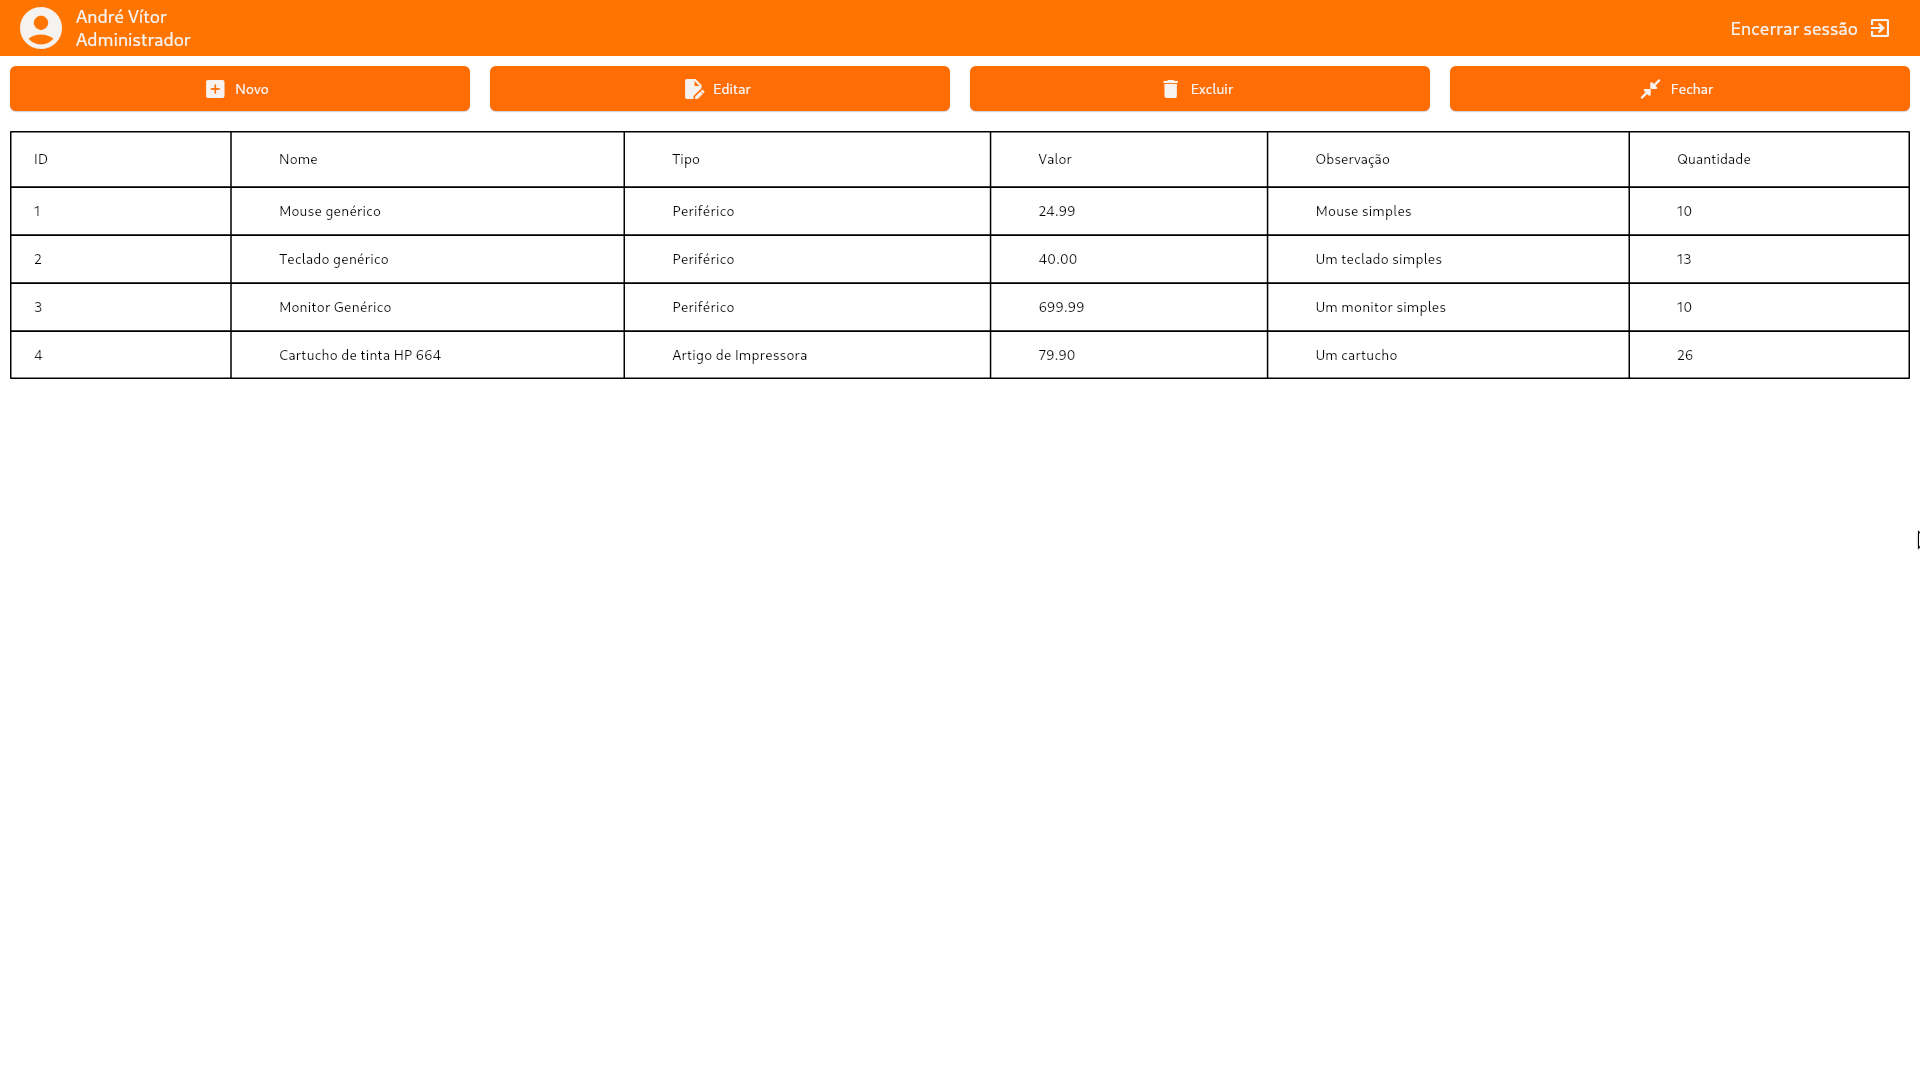 André Vítor
Administrador
Encerrar sessão
Novo Editar Excluir Fechar
ID Nome Tipo Valor Observação Quantidade
1 Mouse genérico Periférico 24.99 Mouse simples 10
2 Teclado genérico Periférico 40.00 Um teclado simples 13
3 Monitor Genérico Periférico 699.99 Um monitor simples 10
4 Cartucho de tinta HP 664 Artigo de Impressora 79.90 Um cartucho 26